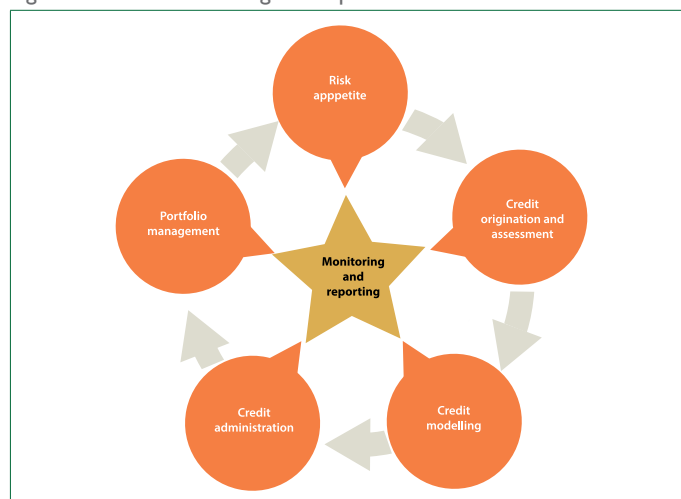 Risk
apppetite
Credit
origination and
assessment
Portfolio
management
Monitoring
and
reporting
Credit
administration
Credit
modelling